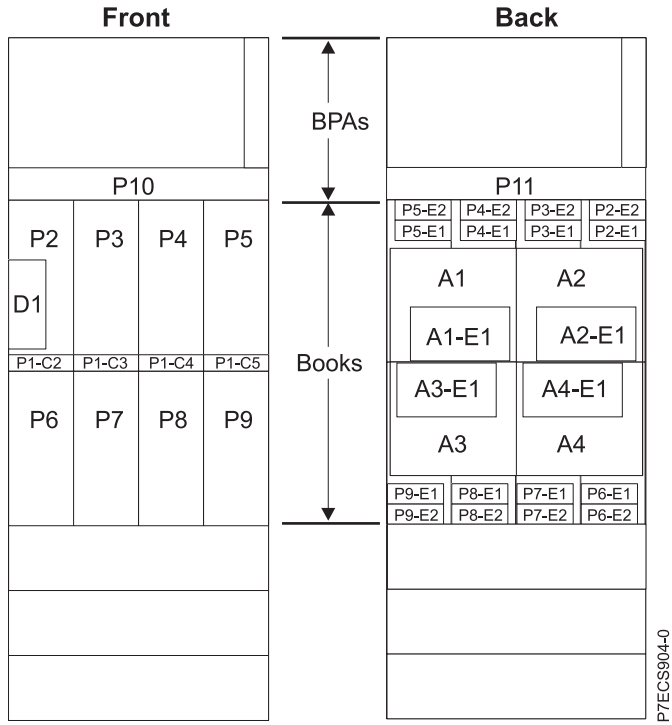 Front
Back
BPAs
P10
P11
P2 P3 P4 P5
D1
P1-C2 P1-C3 P1-C4 P1-C5
P6 P7 P8 P9
Books
P5-E2 P4-E2 P3-E2 P2-E2
P5-E1 P4-E1 P3-E1 P2-E1
A1 A2
A1-E1 A2-E1
A3-E1 A4-E1
A3 A4
P9-E1 P8-E1 P7-E1 P6-E1
P9-E2 P8-E2 P7-E2 P6-E2
P7ECS904-0